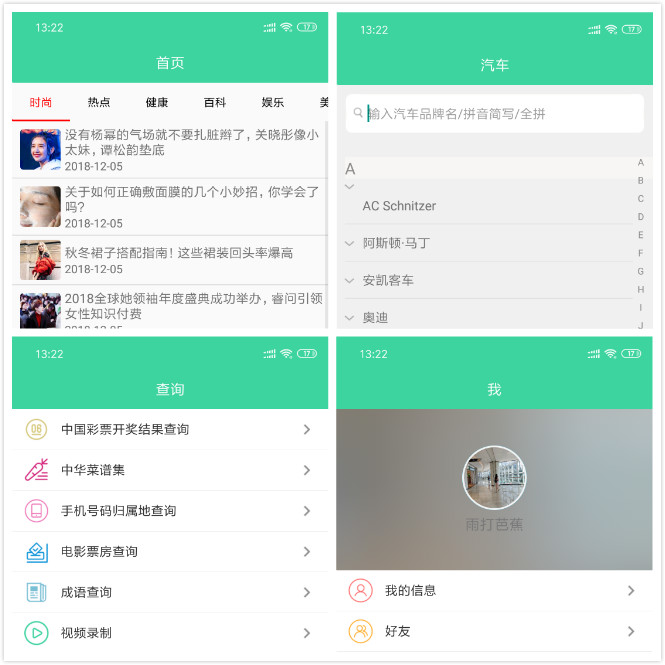 13:22
17
首页
时尚 热点 健康 百科 娱乐
没有杨幂的气场就不要扎脏辫了，关晓彤像小
太妹，谭松韵垫底
2018-12-05
关于如何正确敷面膜的几个小妙招，你学会了
吗？
2018-12-05
秋冬裙子搭配指南！这些裙装回头率爆高
2018-12-05
2018全球她领袖年度盛典成功举办，睿问引领
女性知识付费
2018-12-05
13:22
17
汽车
输入汽车品牌名/拼音简写/全拼
A
AC Schnitzer
阿斯顿·马丁
安凯客车
奥迪
A
B
C
D
E
F
G
H
I
J
13:22
17
查询
中国彩票开奖结果查询
中华菜谱集
手机号码归属地查询
电影票房查询
成语查询
视频录制
13:22
17
我
雨打芭蕉
我的信息
好友